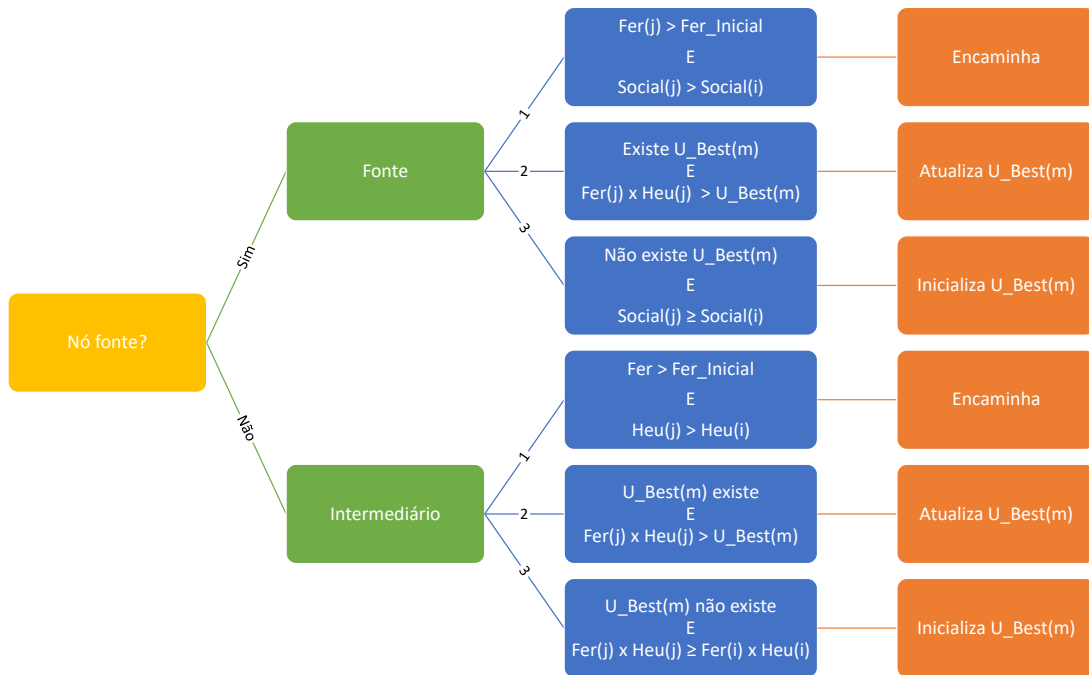 Nó fonte?
Sim
Não
Fonte
1
Fer(j) > Fer_Inicial
E
Social(j) > Social(i)
Encaminha
2
Existe U_Best(m)
E
Fer(j) x Heu(j) > U_Best(m)
Atualiza U_Best(m)
3
Não existe U_Best(m)
E
Social(j) ≥ Social(i)
Inicializa U_Best(m)
Intermediário
1
Fer > Fer_Inicial
E
Heu(j) > Heu(i)
Encaminha
2
U_Best(m) existe
E
Fer(j) x Heu(j) > U_Best(m)
Atualiza U_Best(m)
3
U_Best(m) não existe
E
Fer(j) x Heu(j) ≥ Fer(i) x Heu(i)
Inicializa U_Best(m)